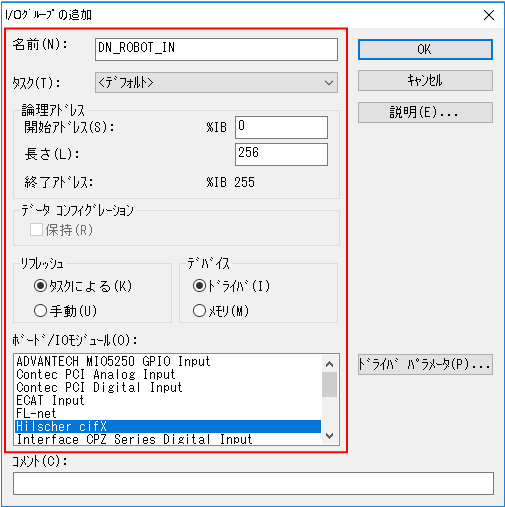 I/Oｸﾞﾙｰﾌﾟの追加
名前(N):
DN_ROBOT_IN
OK
ﾀｽｸ(T):
<ﾃﾞﾌｫﾙﾄ>
ｷｬﾝｾﾙ
論理ｱﾄﾞﾚｽ
説明(E)...
開始ｱﾄﾞﾚｽ(S):
%IB
0
長さ(L):
256
終了ｱﾄﾞﾚｽ:
%IB 255
ﾃﾞｰﾀ ｺﾝﾌｨｸﾞﾚｰｼｮﾝ
保持(R)
ﾘﾌﾚｯｼｭ
ﾃﾞﾊﾞｲｽ
ﾀｽｸによる(K)
ﾄﾞﾗｲﾊﾞ(I)
手動(U)
ﾒﾓﾘ(M)
ﾎﾞｰﾄﾞ/IOﾓｼﾞｭｰﾙ(O):
ADVANTECH MIO5250 GPIO Input
Contec PCI Analog Input
Contec PCI Digital Input
ECAT Input
FL-net
Hilscher cifX
Interface CPZ Series Digital Input
ﾄﾞﾗｲﾊﾞ ﾊﾟﾗﾒｰﾀ(P)...
ｺﾒﾝﾄ(C):